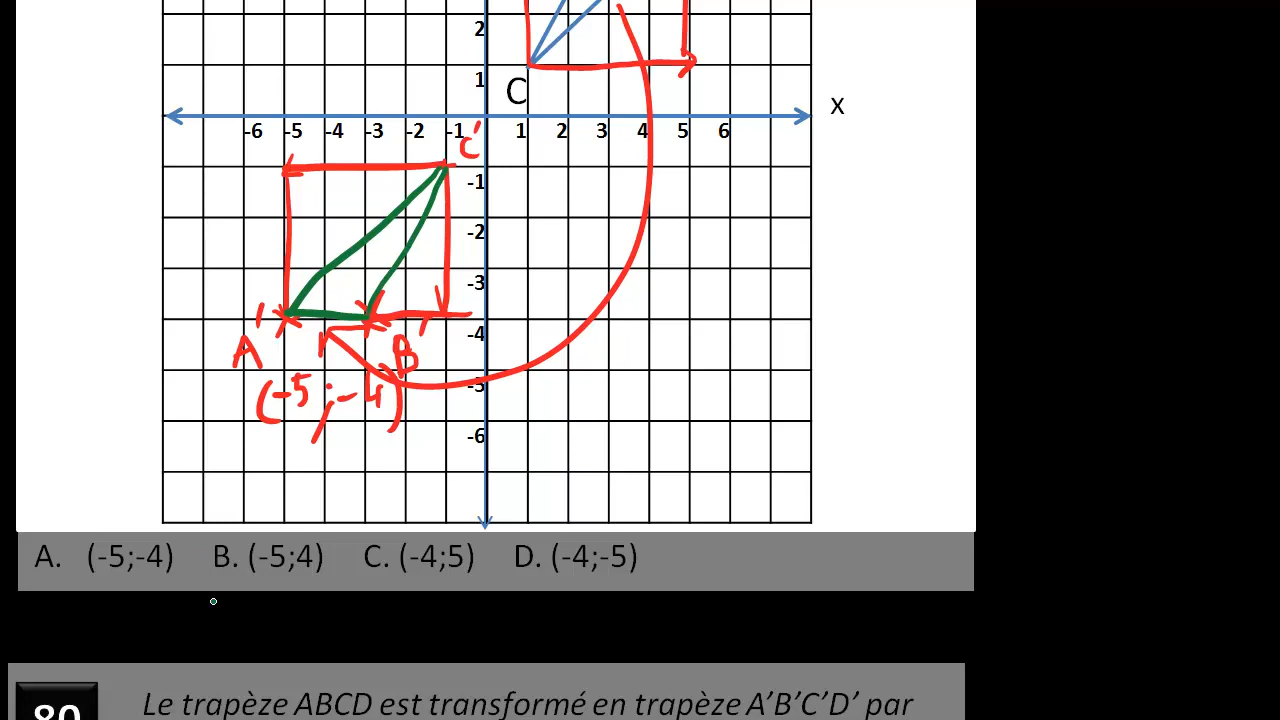 2
1
C
x
-6 -5 -4 -3 -2 -1 1 2 3 4 5 6
C'
-1
-2
-3
-4
A' B'
-5
(-5;-4)
-6
A. (-5;-4) B. (-5;4) C. (-4;5) D. (-4;-5)
80 Le trapèze ABCD est transformé en trapèze A'B'C'D' par